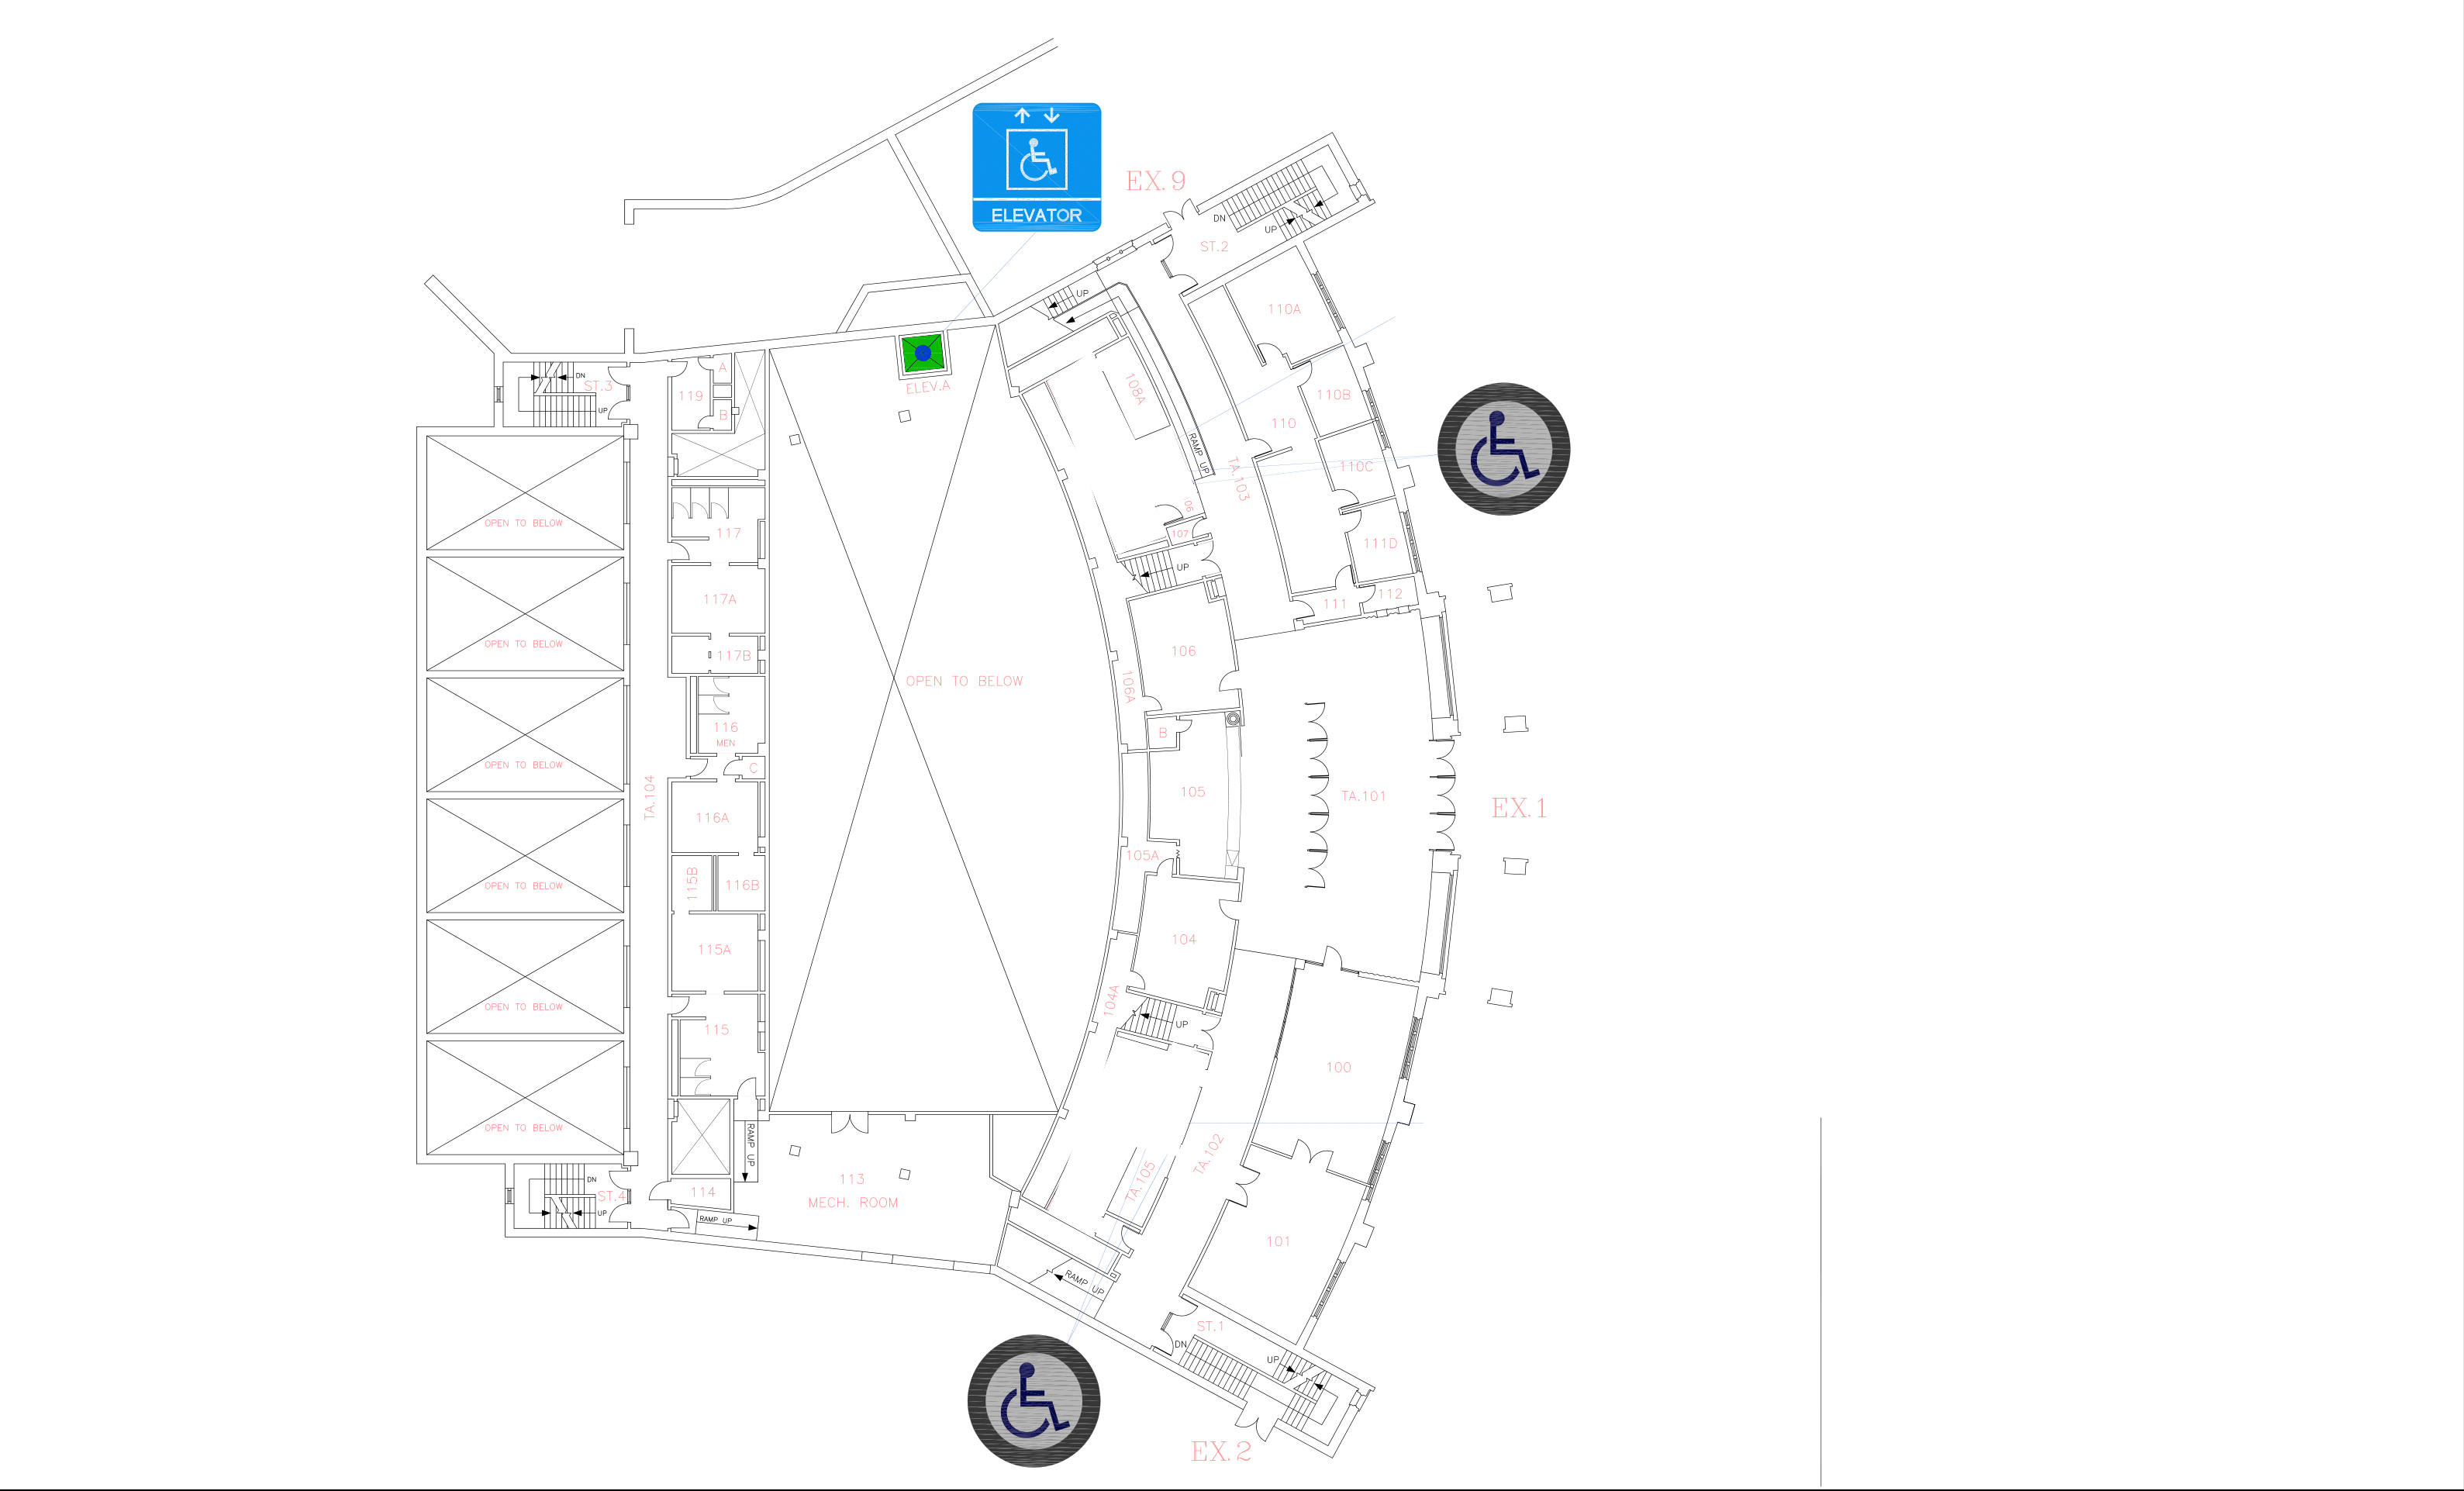 ELEVATOR
EX. 9
DN
UP
ST.2
UP
110A
ELEV.A
DN
ST.3
UP
A
119
B
108A
110B
110
RAMP UP
TA.103
110C
OPEN TO BELOW
117
107
111D
UP
117A
112
111
OPEN TO BELOW
117B
106
OPEN TO BELOW
106A
116
MEN
B
OPEN TO BELOW
C
TA.104
105
TA.101
EX.1
116A
105A
OPEN TO BELOW
115B
116B
104
115A
104A
OPEN TO BELOW
115
UP
100
OPEN TO BELOW
RAMP UP
TA.102
TA.105
DN
ST.4
UP
114
113
MECH. ROOM
RAMP UP
101
RAMP UP
ST.1
DN
UP
EX.2